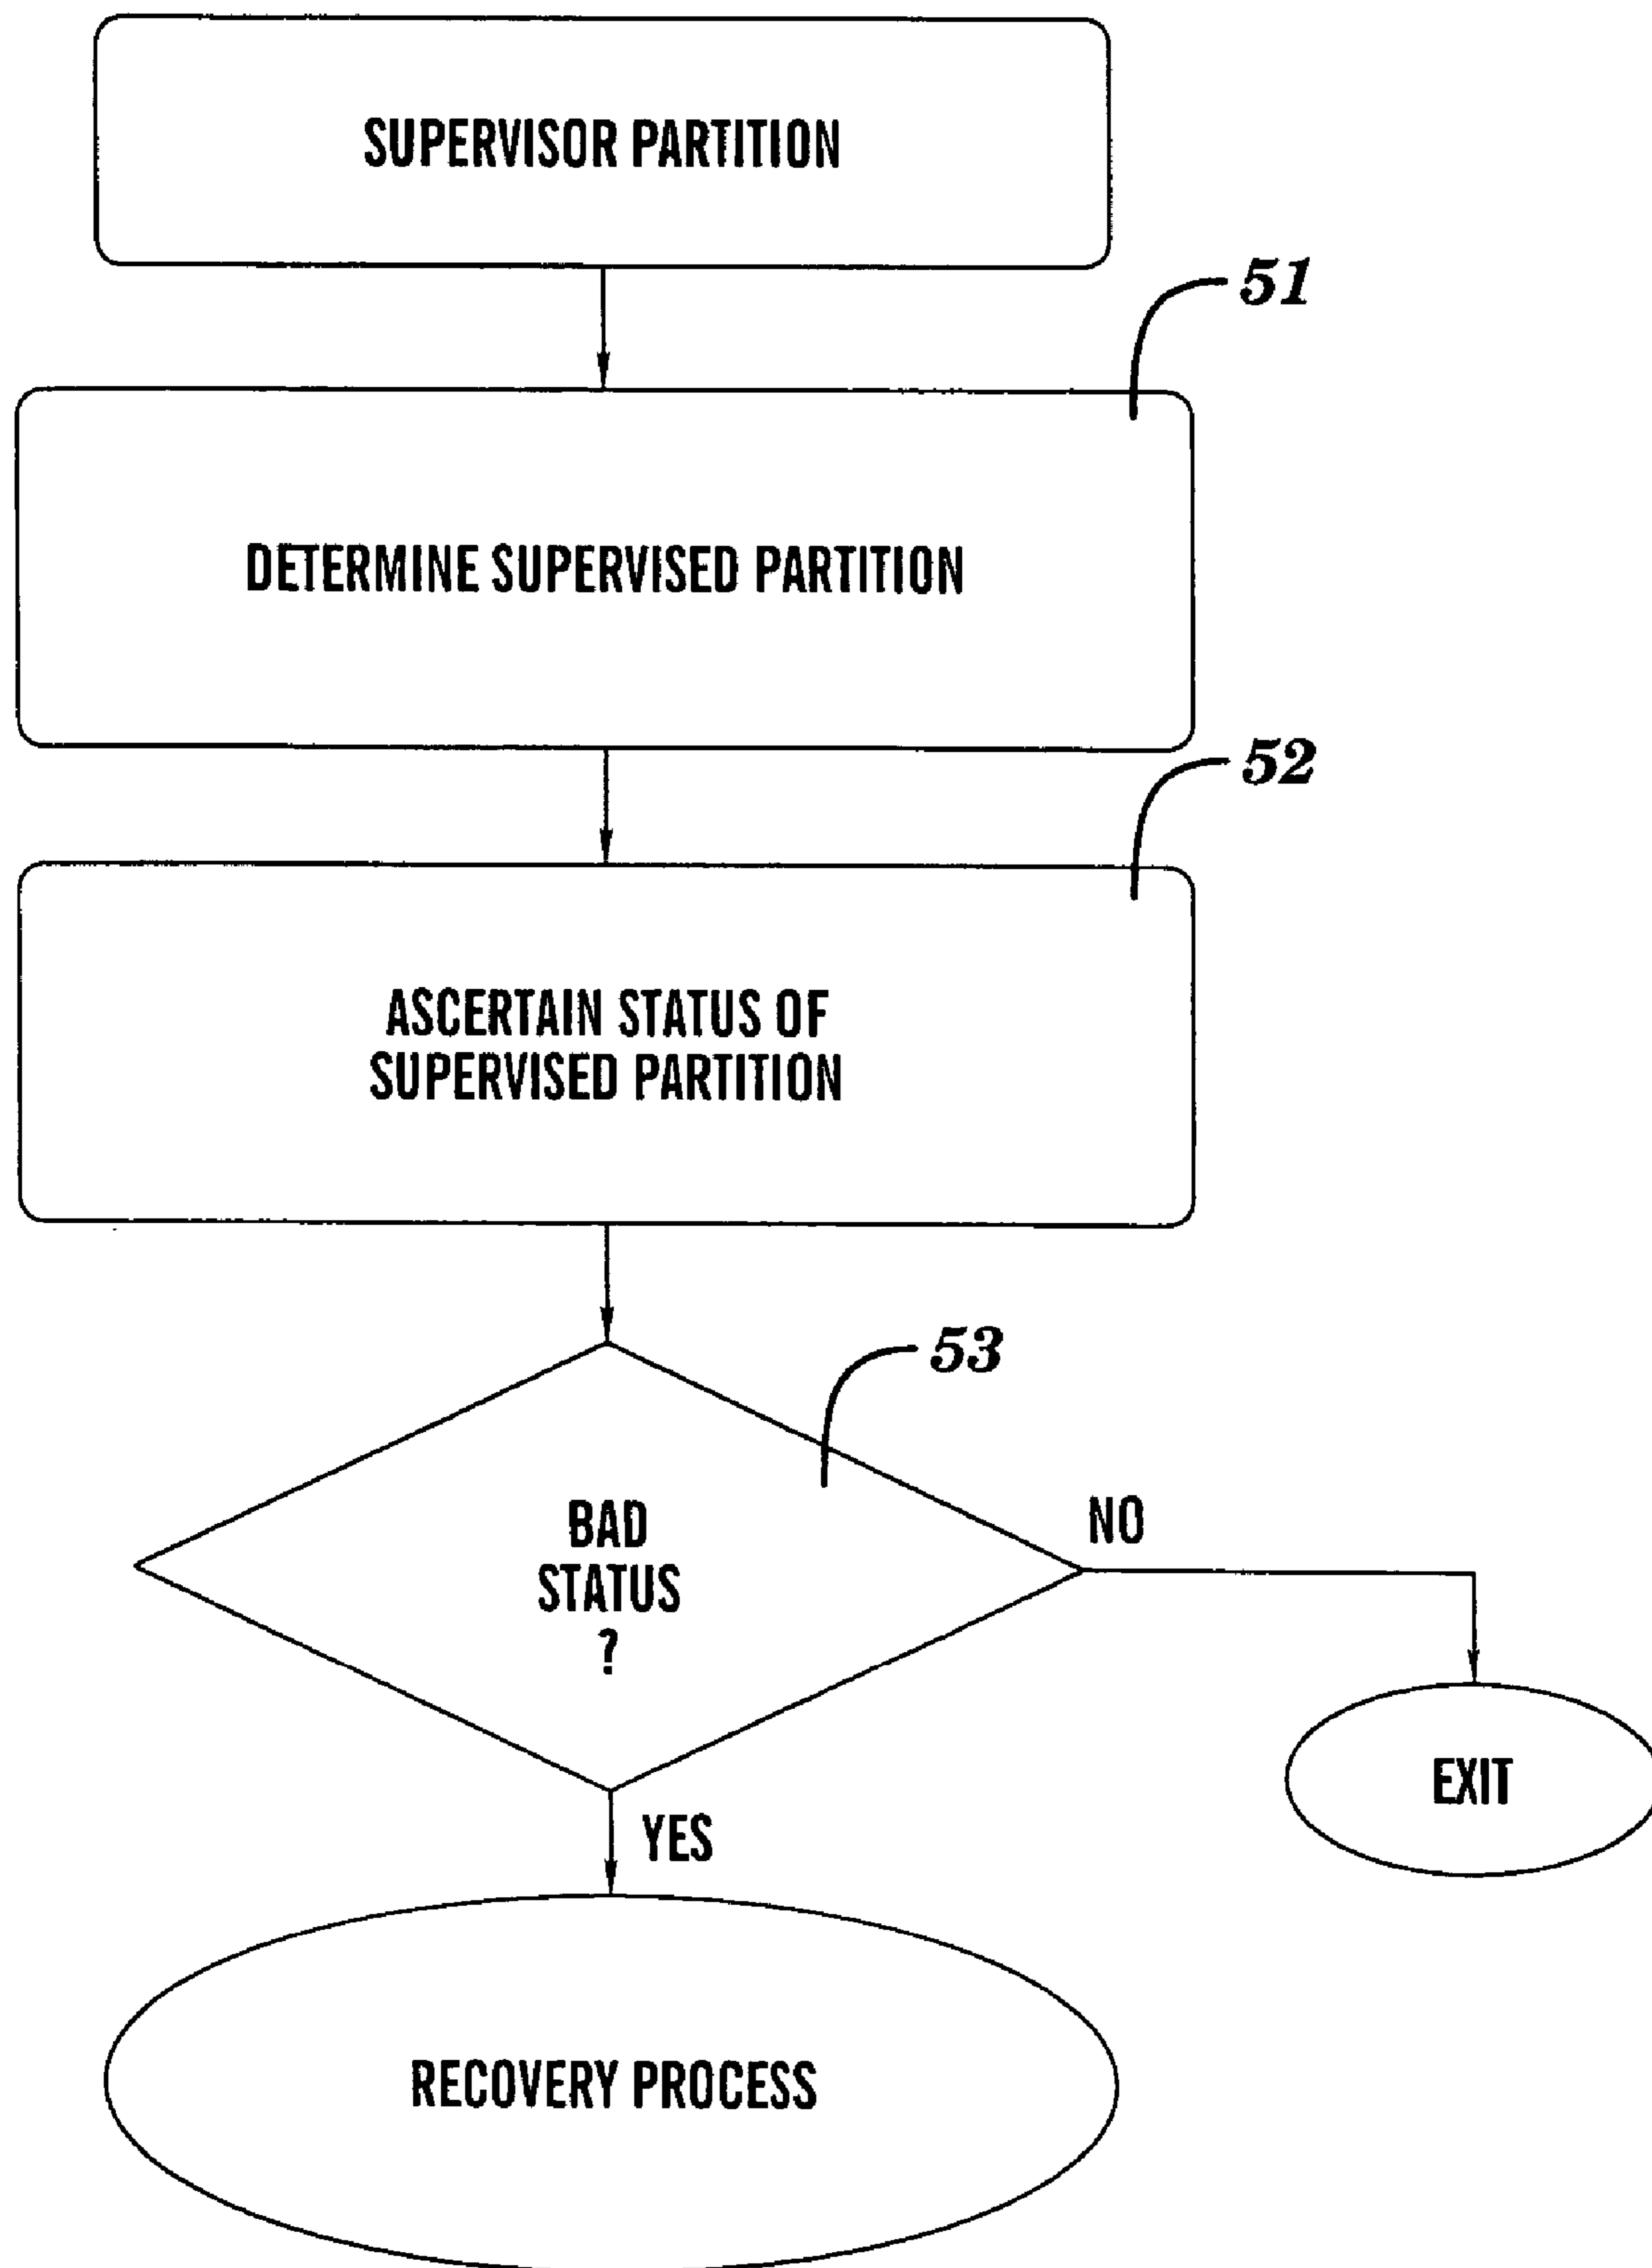 SUPERVISOR PARTITION
51
DETERMINE SUPERVISED PARTITION
52
ASCERTAIN STATUS OF
SUPERVISED PARTITION
53
BAD
STATUS
?
NO
EXIT
YES
RECOVERY PROCESS